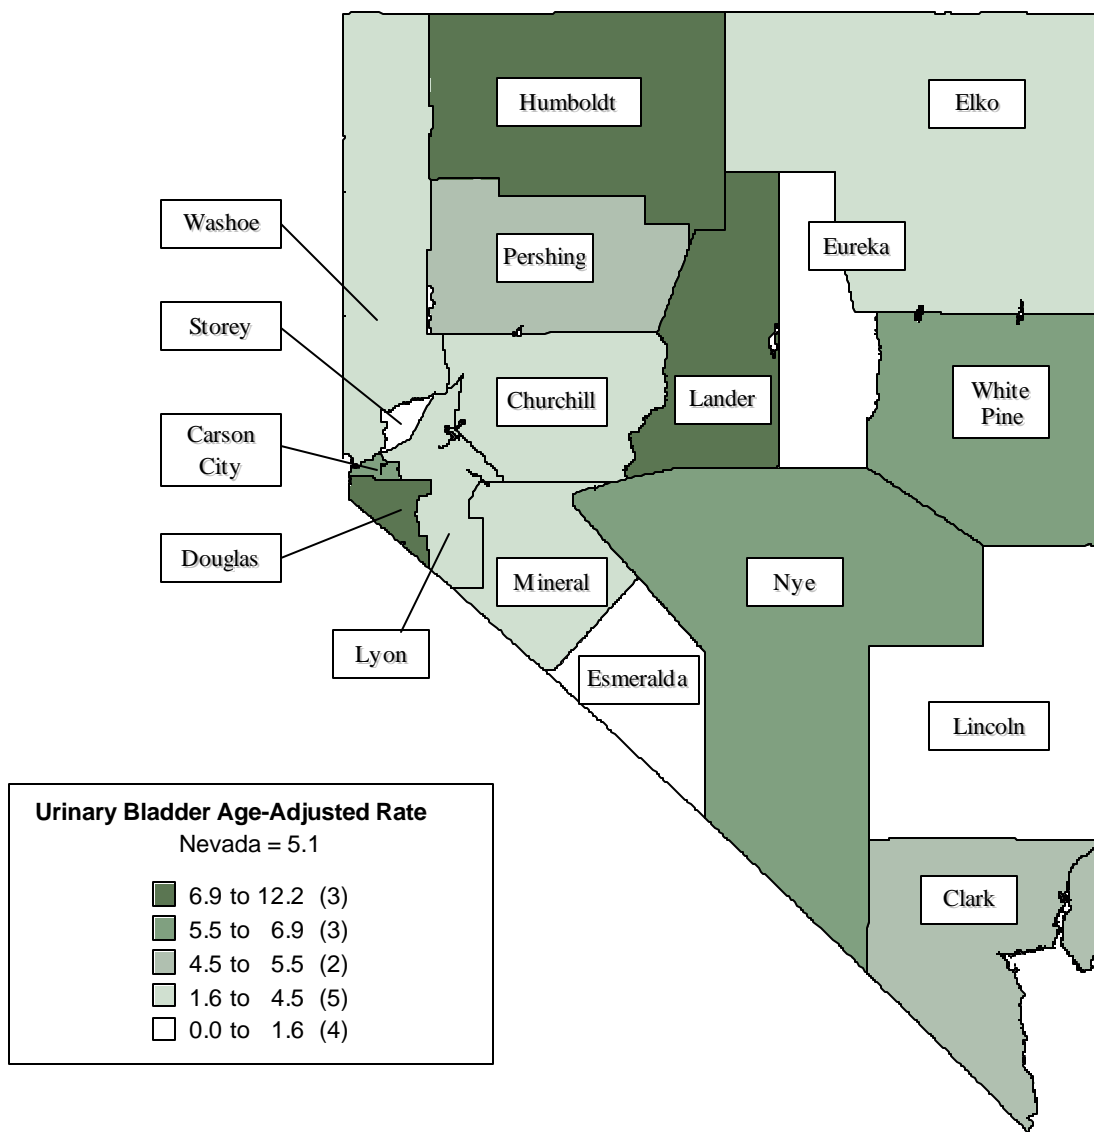 Humboldt
Elko
Washoe
Eureka
Pershing
Storey
Churchill
Lander
White
Pine
Carson
City
Douglas
Mineral
Nye
Lyon
Esmeralda
Lincoln
Urinary Bladder Age-Adjusted Rate
Nevada = 5.1
6.9 to 12.2 (3)
5.5 to 6.9 (3)
4.5 to 5.5 (2)
1.6 to 4.5 (5)
0.0 to 1.6 (4)
Clark